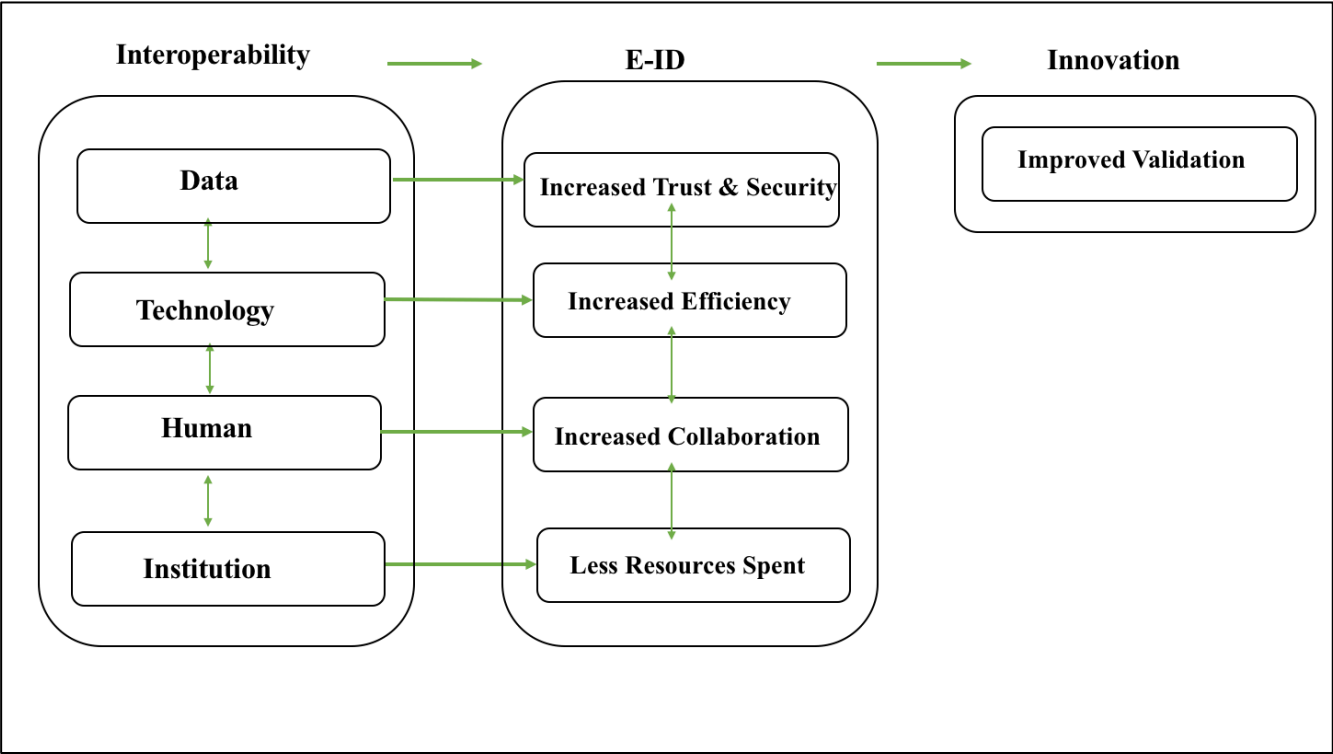 Interoperability
E-ID
Innovation
Data
Technology
Human
Institution
Increased Trust & Security
Increased Efficiency
Increased Collaboration
Less Resources Spent
Improved Validation